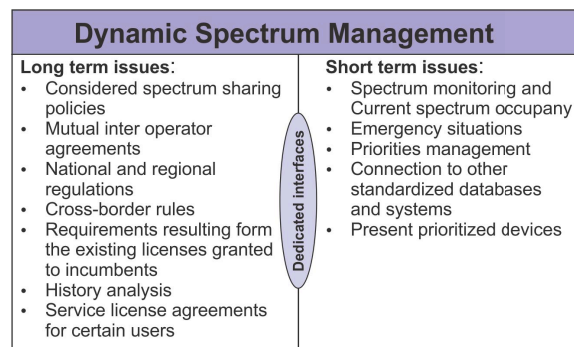 Dynamic Spectrum Management
Long term issues:
• Considered spectrum sharing
policies
• Mutual inter operator
agreements
• National and regional
regulations
• Cross-border rules
• Requirements resulting form
the existing licenses granted
to incumbents
• History analysis
• Service license agreements
for certain users
Dedicated interfaces
Short term issues:
• Spectrum monitoring and
Current spectrum occupany
• Emergency situations
• Priorities management
• Connection to other
standardized databases
and systems
• Present prioritized devices